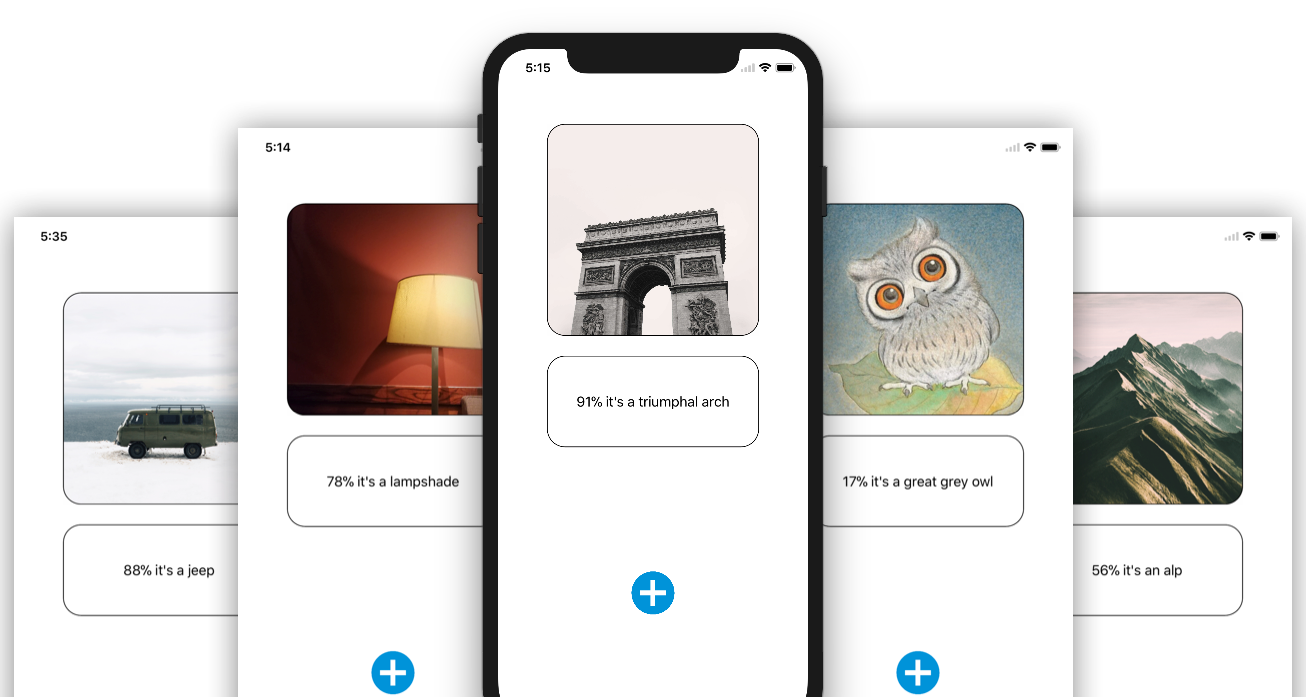 5:15
5:14
5:35
91% it's a triumphal arch
78% it's a lampshade
17% it's a great grey owl
88% it's a jeep
56% it's an alp